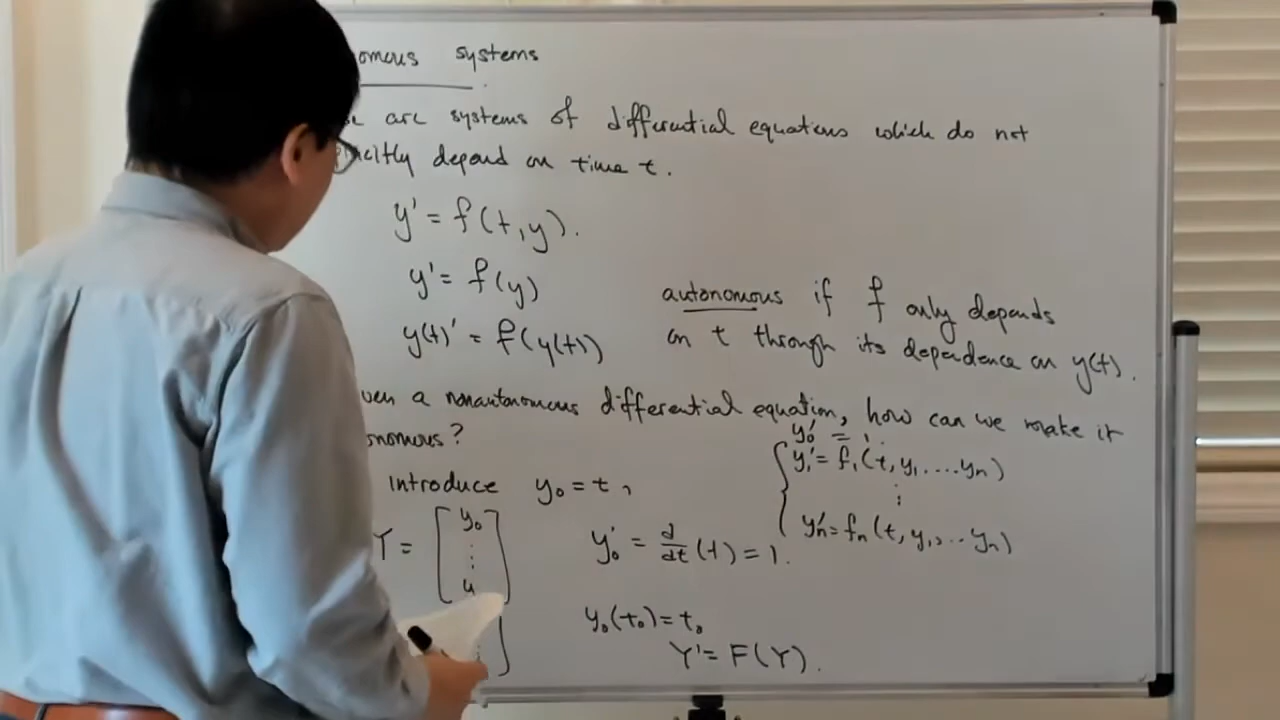 systems
are systems of differential equations which do not
depend on time t.
y' = f(t, y).
y' = f(y)
autonomous if f only depends
y(t)' = f(y(t))
on t through its dependence on y(t).
a nonautonomous differential equation, how can we make it
y₀' = 1.
y₁' = f₁(t, y₁ .... yₙ)
introduce y₀ = t,
⋮
Y = [ y₀
⋮
yₙ' = fₙ(t, y₁, ... yₙ)
y₀' = d/dt (t) = 1.
y₀(t₀) = t₀
Y' = F(Y).